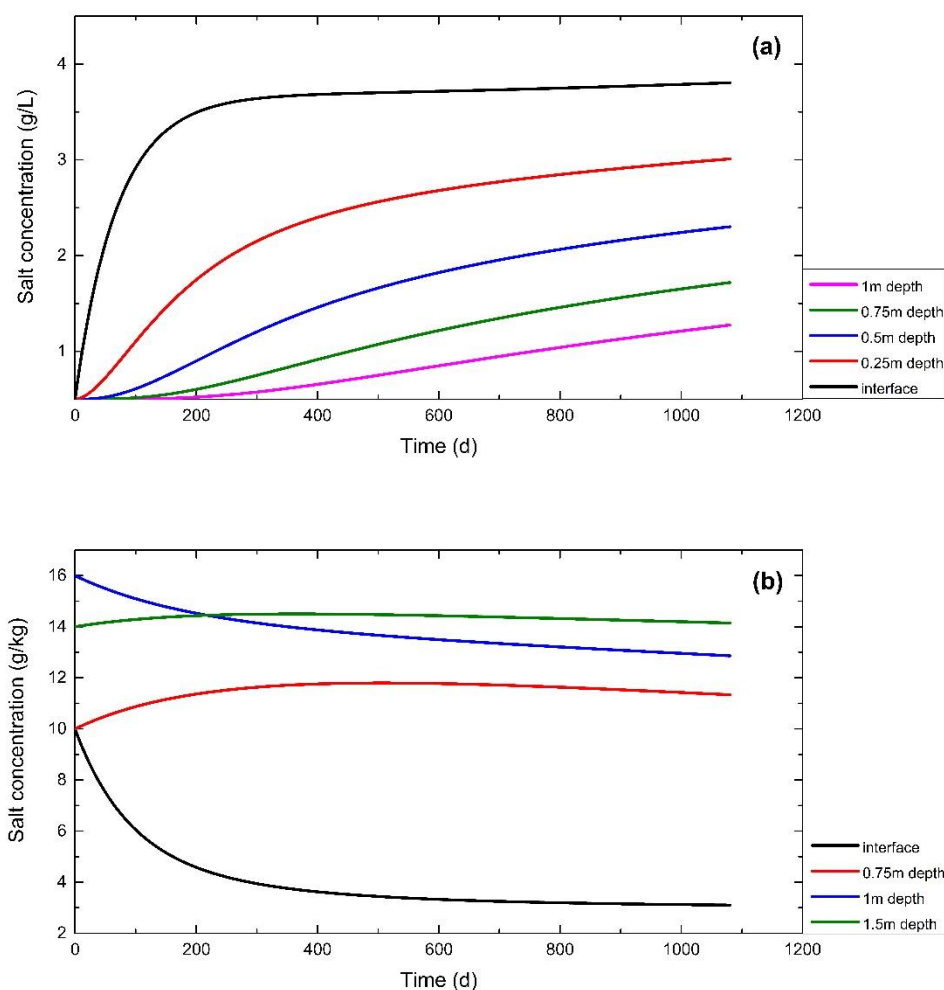 (a)
Salt concentration (g/L)
4
3
2
1
0 200 400 600 800 1000 1200
Time (d)
1m depth
0.75m depth
0.5m depth
0.25m depth
interface
(b)
Salt concentration (g/kg)
16
14
12
10
8
6
4
2
0 200 400 600 800 1000 1200
Time (d)
interface
0.75m depth
1m depth
1.5m depth